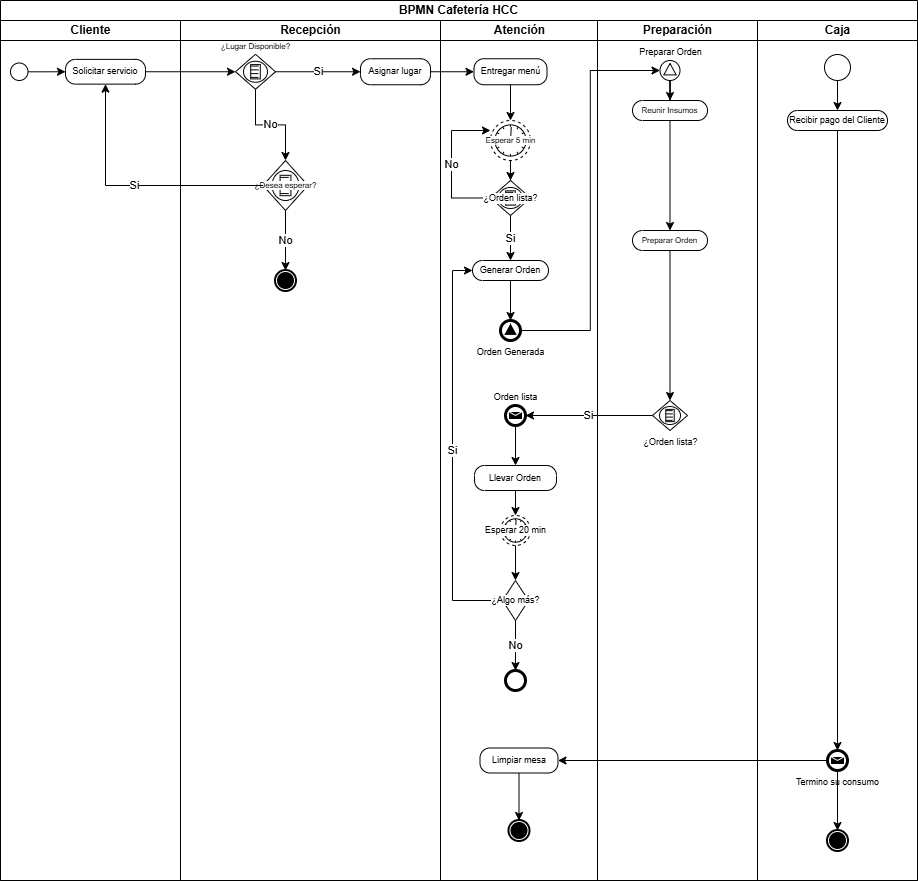 BPMN Cafetería HCC
Cliente
Recepción
Atención
Preparación
Caja
¿Lugar Disponible?
Preparar Orden
Solicitar servicio
Si
Asignar lugar
Entregar menú
Reunir Insumos
Recibir pago del Cliente
No
Esperar 5 min
No
Si
¿Desea esperar?
¿Orden lista?
No
Si
Preparar Orden
Generar Orden
Orden Generada
Orden lista
Si
¿Orden lista?
Si
Llevar Orden
Esperar 20 min
¿Algo más?
No
Limpiar mesa
Termino su consumo